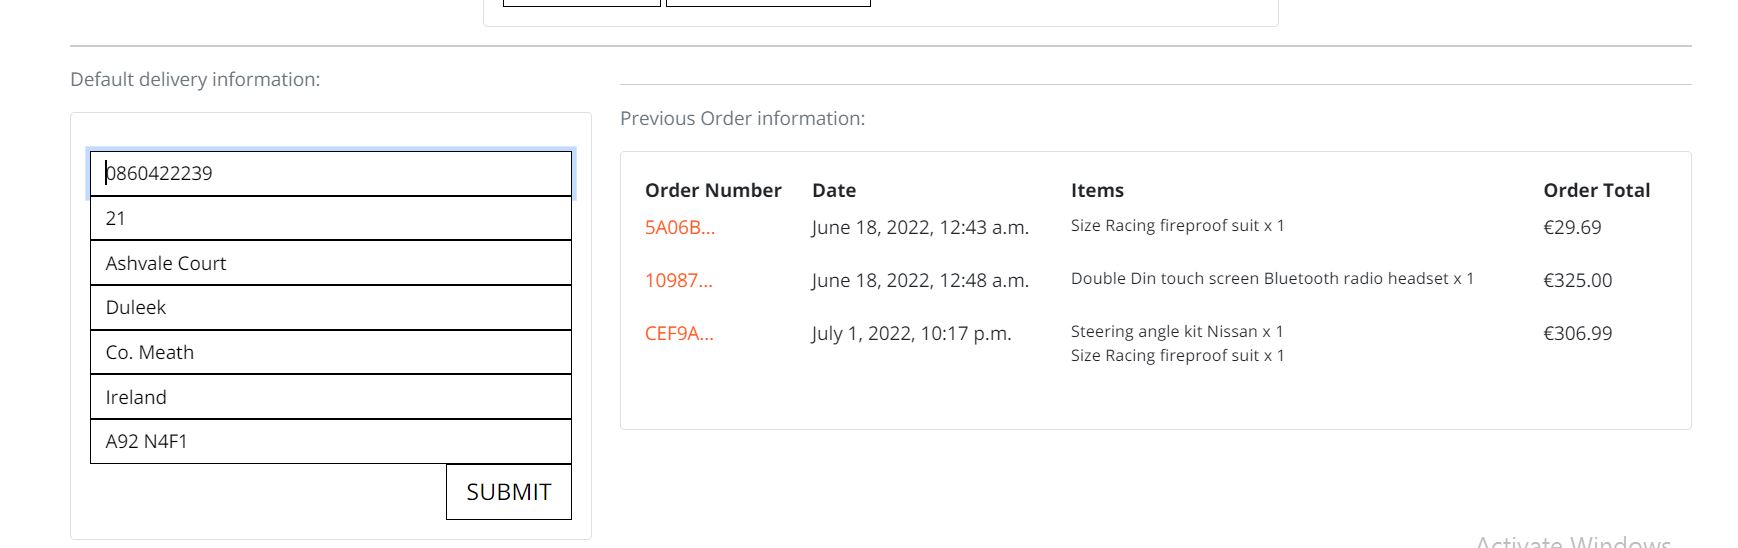 Default delivery information:
0860422239
21
Ashvale Court
Duleek
Co. Meath
Ireland
A92 N4F1
SUBMIT
Previous Order information:
Order Number Date Items Order Total
5A06B... June 18, 2022, 12:43 a.m. Size Racing fireproof suit x 1 €29.69
10987... June 18, 2022, 12:48 a.m. Double Din touch screen Bluetooth radio headset x 1 €325.00
CEF9A... July 1, 2022, 10:17 p.m. Steering angle kit Nissan x 1 €306.99
Size Racing fireproof suit x 1
Activate Windows